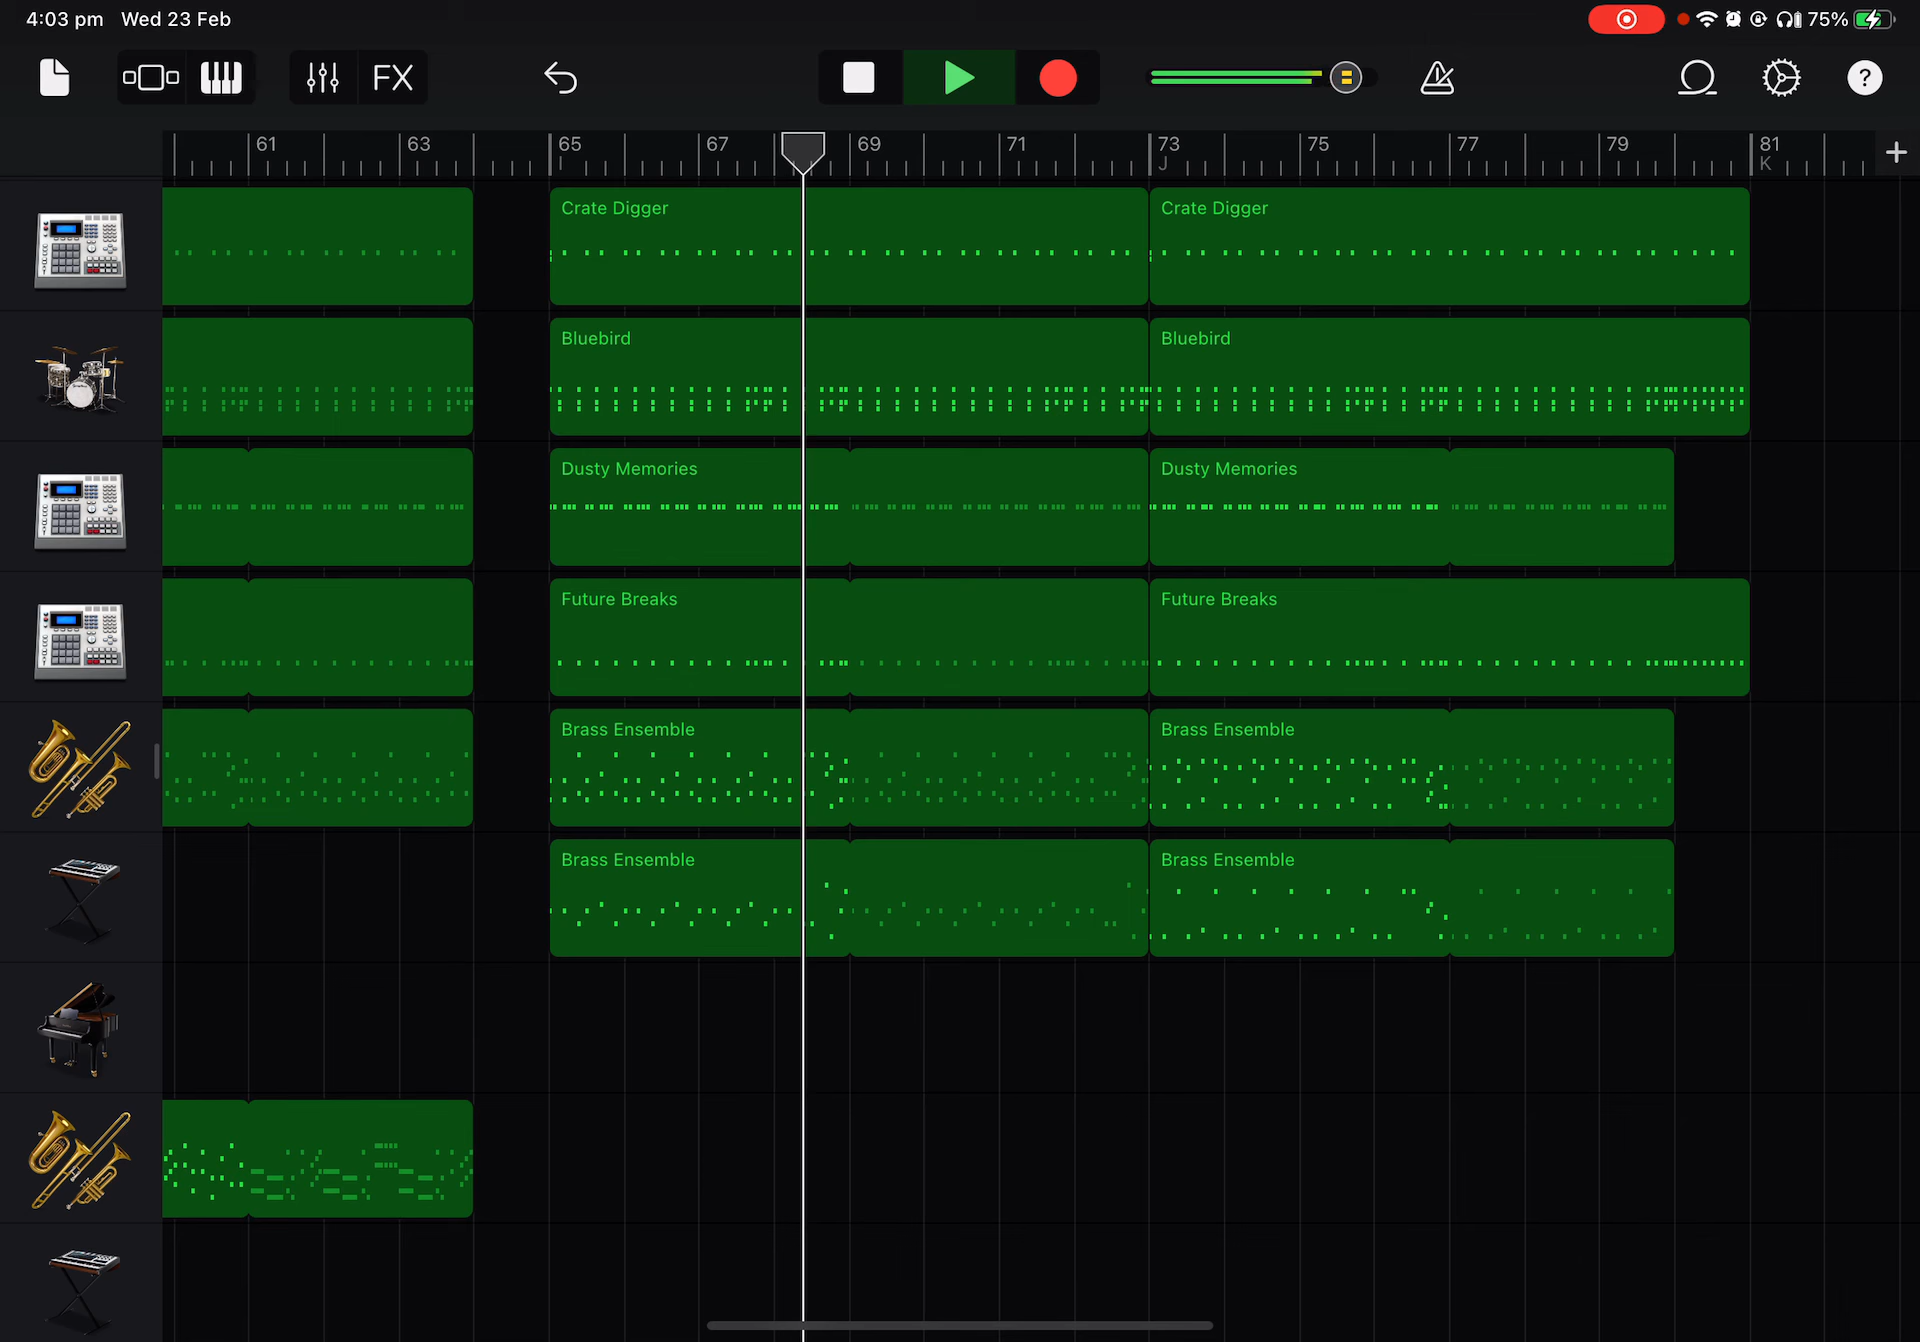 4:03 pm Wed 23 Feb 75%
FX ?
61 63 65 67 69 71 73 75 77 79 81
I J K
Crate Digger Crate Digger
Bluebird Bluebird
Dusty Memories Dusty Memories
Future Breaks Future Breaks
Brass Ensemble Brass Ensemble
Brass Ensemble Brass Ensemble